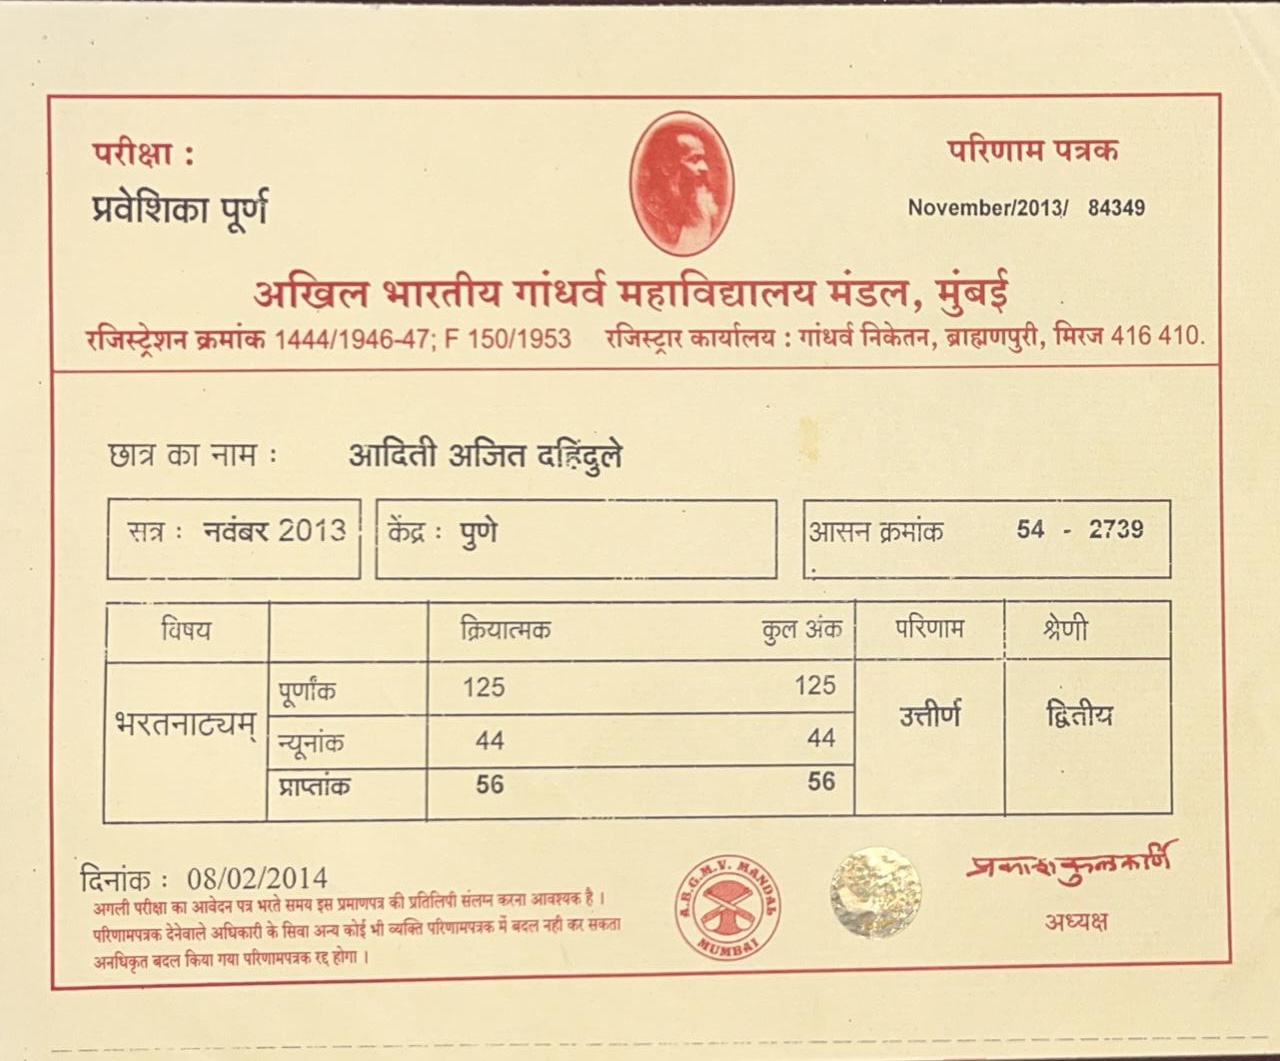 परीक्षा :
प्रवेशिका पूर्ण
परिणाम पत्रक
November/2013/ 84349
अखिल भारतीय गांधर्व महाविद्यालय मंडल, मुंबई
रजिस्ट्रेशन क्रमांक 1444/1946-47; F 150/1953 रजिस्ट्रार कार्यालय : गांधर्व निकेतन, ब्राह्मणपुरी, मिरज 416 410.
छात्र का नाम : आदिती अजित दहिंदुले
सत्र : नवंबर 2013 केंद्र : पुणे आसन क्रमांक : 54 - 2739
विषय क्रियात्मक कुल अंक परिणाम श्रेणी
भरतनाट्यम् उत्तीर्ण द्वितीय
पूर्णांक 125 125
न्यूनांक 44 44
प्राप्तांक 56 56
दिनांक : 08/02/2014
अगली परीक्षा का आवेदन पत्र भरते समय इस प्रमाणपत्र की प्रतिलिपी संलग्न करना आवश्यक है ।
परिणामपत्रक देनेवाले अधिकारी के सिवा अन्य कोई भी व्यक्ति परिणामपत्रक में बदल नही कर सकता
अनधिकृत बदल किया गया परिणामपत्रक रद्द होगा ।
A.B.G.M.V. MANDAL
MUMBAI
प्रकाश कुलकर्णि
अध्यक्ष